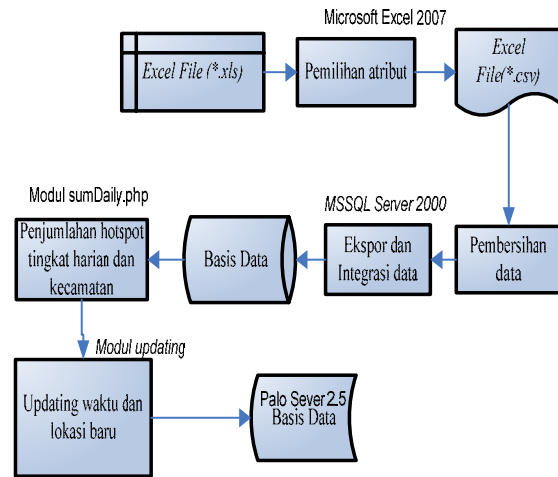 Microsoft Excel 2007
Excel File (*.xls)
Pemilihan atribut
Excel
File(*.csv)
Modul sumDaily.php
MSSQL Server 2000
Penjumlahan hotspot
tingkat harian dan
kecamatan
Basis Data
Ekspor dan
Integrasi data
Pembersihan
data
Modul updating
Updating waktu dan
lokasi baru
Palo Sever 2.5
Basis Data